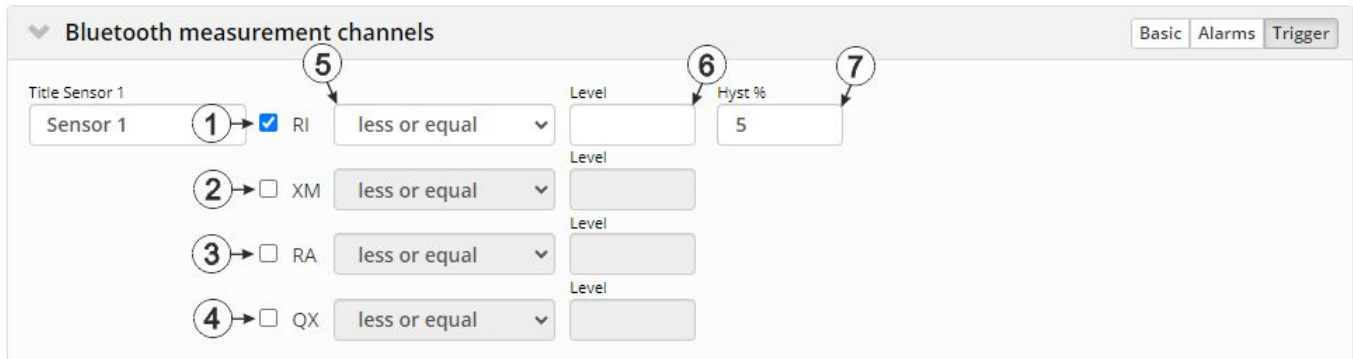 Bluetooth measurement channels
Basic Alarms Trigger
5 6 7
Title Sensor 1 Level Hyst %
Sensor 1 1 RI less or equal 5
Level
2 XM less or equal
Level
3 RA less or equal
Level
4 QX less or equal